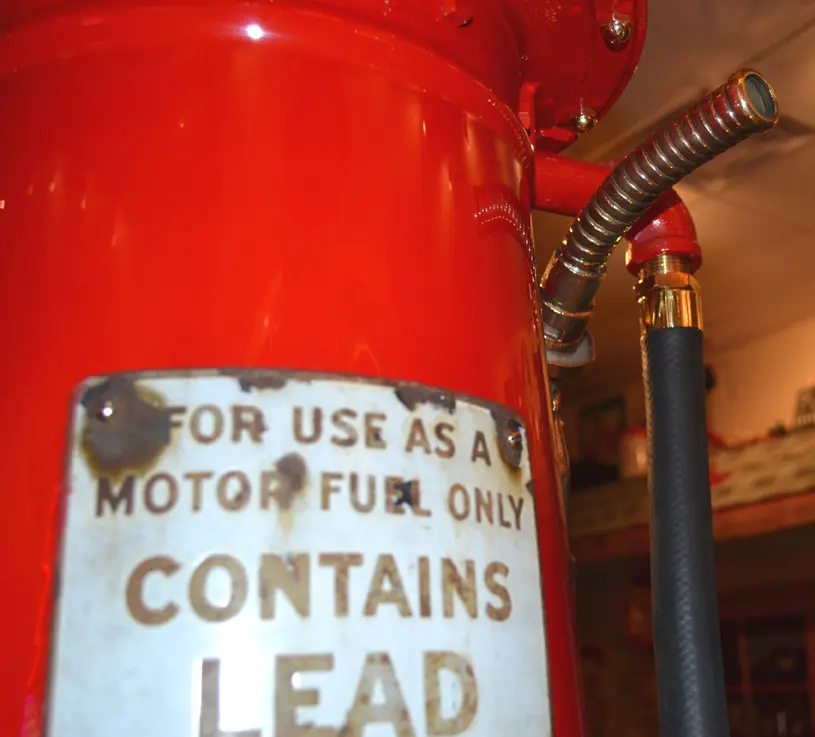 FOR USE AS A
MOTOR FUEL ONLY
CONTAINS
LEAD